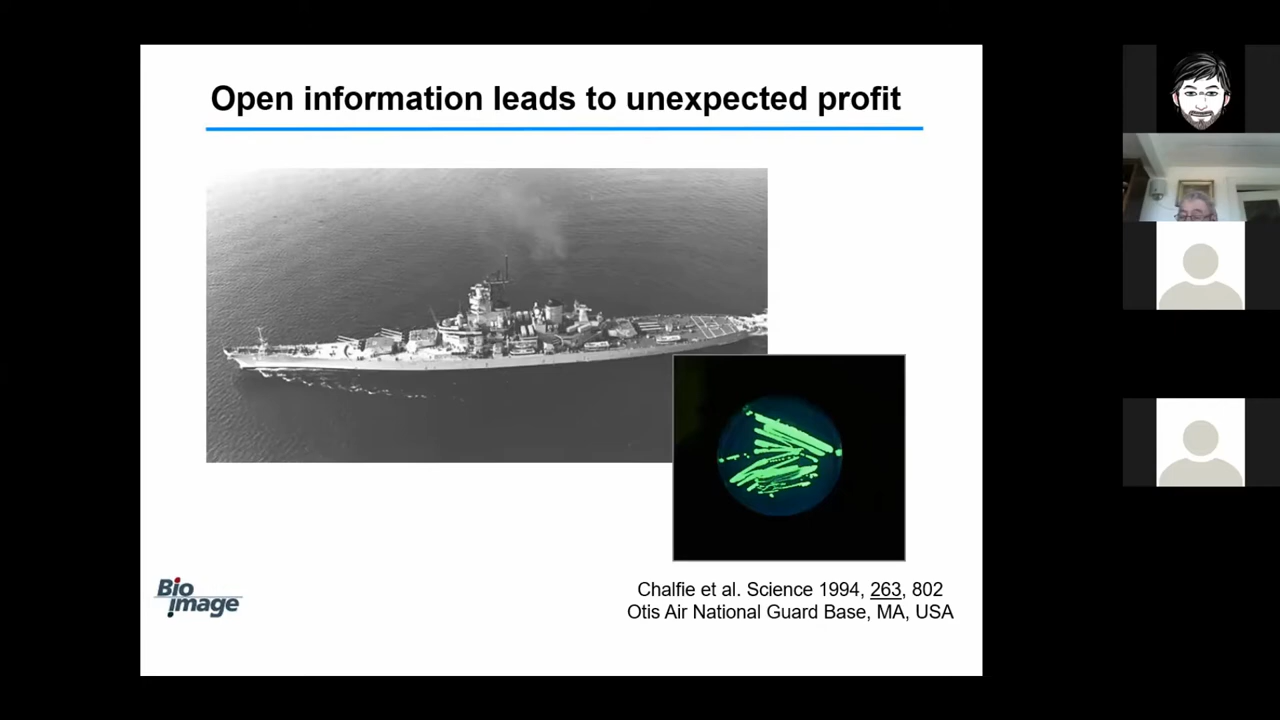 Open information leads to unexpected profit
Bio
image
Chalfie et al. Science 1994, 263, 802
Otis Air National Guard Base, MA, USA